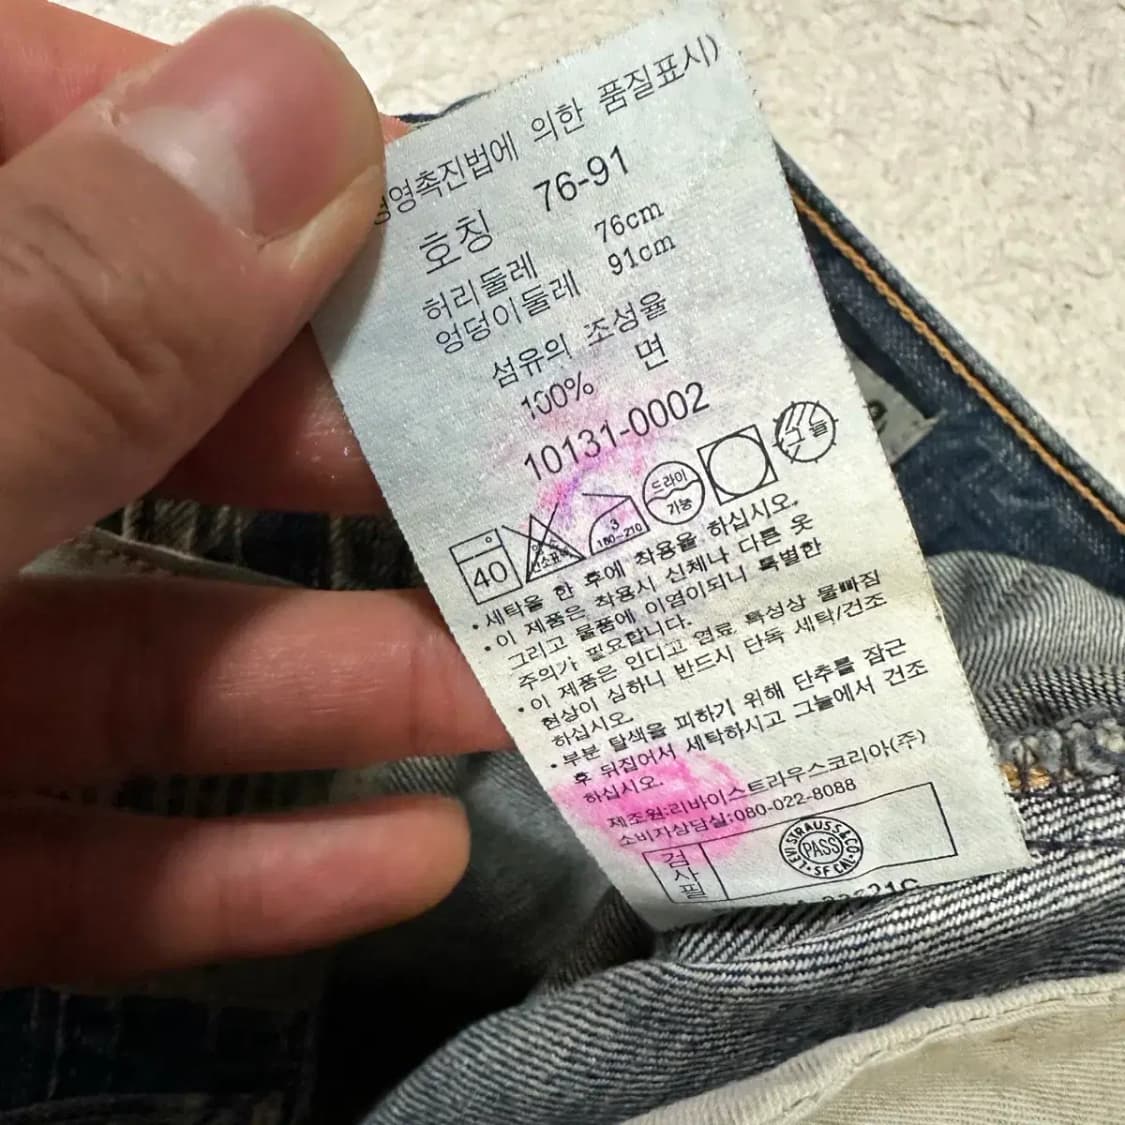 영촉진법에 의한 품질표시)
호칭 76-91
허리둘레 76cm
엉덩이둘레 91cm
섬유의 조성율
100% 면
10131-0002
40
3
180~210
드라이
기능
그늘
• 세탁을 한 후에 착용을 하십시오.
• 이 제품은 착용시 신체나 다른 옷
그리고 물품에 이염이되니 특별한
주의가 필요합니다.
• 이 제품은 인디고 염료 특성상 물빠짐
현상이 심하니 반드시 단독 세탁/건조
하십시오.
• 부분 탈색을 피하기 위해 단추를 잠근
후 뒤집어서 세탁하시고 그늘에서 건조
하십시오.
제조원:리바이스트라우스코리아(주)
소비자상담실:080-022-8088
검사필
LEVI STRAUSS & CO
PASS
SF CAL